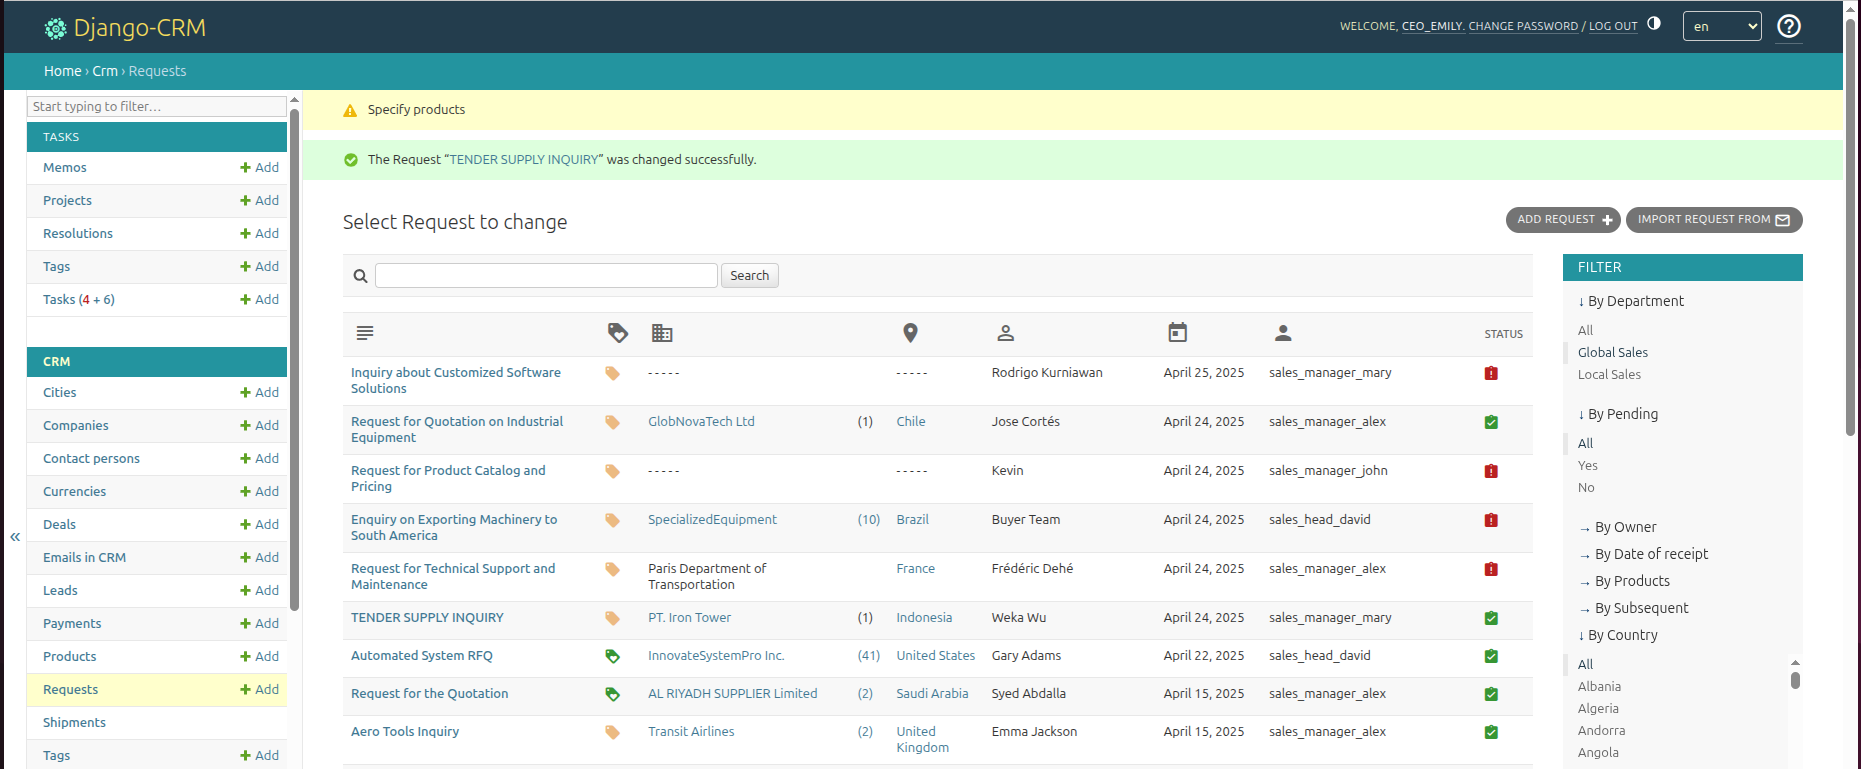 Django-CRM
WELCOME, CEO_EMILY. CHANGE PASSWORD / LOG OUT
en
?
Home › Crm › Requests
Start typing to filter…
TASKS
Memos Add
Projects Add
Resolutions Add
Tags Add
Tasks (4 + 6) Add
CRM
Cities Add
Companies Add
Contact persons Add
Currencies Add
Deals Add
Emails in CRM Add
Leads Add
Payments Add
Products Add
Requests Add
Shipments
Tags Add
«
Specify products
The Request “TENDER SUPPLY INQUIRY” was changed successfully.
Select Request to change
ADD REQUEST
IMPORT REQUEST FROM
Search
STATUS
Inquiry about Customized Software
Solutions
----- ----- Rodrigo Kurniawan April 25, 2025 sales_manager_mary
Request for Quotation on Industrial
Equipment
GlobNovaTech Ltd (1) Chile Jose Cortés April 24, 2025 sales_manager_alex
Request for Product Catalog and
Pricing
----- ----- Kevin April 24, 2025 sales_manager_john
Enquiry on Exporting Machinery to
South America
SpecializedEquipment (10) Brazil Buyer Team April 24, 2025 sales_head_david
Request for Technical Support and
Maintenance
Paris Department of
Transportation
France Frédéric Dehé April 24, 2025 sales_manager_alex
TENDER SUPPLY INQUIRY PT. Iron Tower (1) Indonesia Weka Wu April 24, 2025 sales_manager_mary
Automated System RFQ InnovateSystemPro Inc. (41) United States Gary Adams April 22, 2025 sales_head_david
Request for the Quotation AL RIYADH SUPPLIER Limited (2) Saudi Arabia Syed Abdalla April 15, 2025 sales_manager_alex
Aero Tools Inquiry Transit Airlines (2) United
Kingdom
Emma Jackson April 15, 2025 sales_manager_alex
FILTER
↓ By Department
All
Global Sales
Local Sales
↓ By Pending
All
Yes
No
→ By Owner
→ By Date of receipt
→ By Products
→ By Subsequent
↓ By Country
All
Albania
Algeria
Andorra
Angola